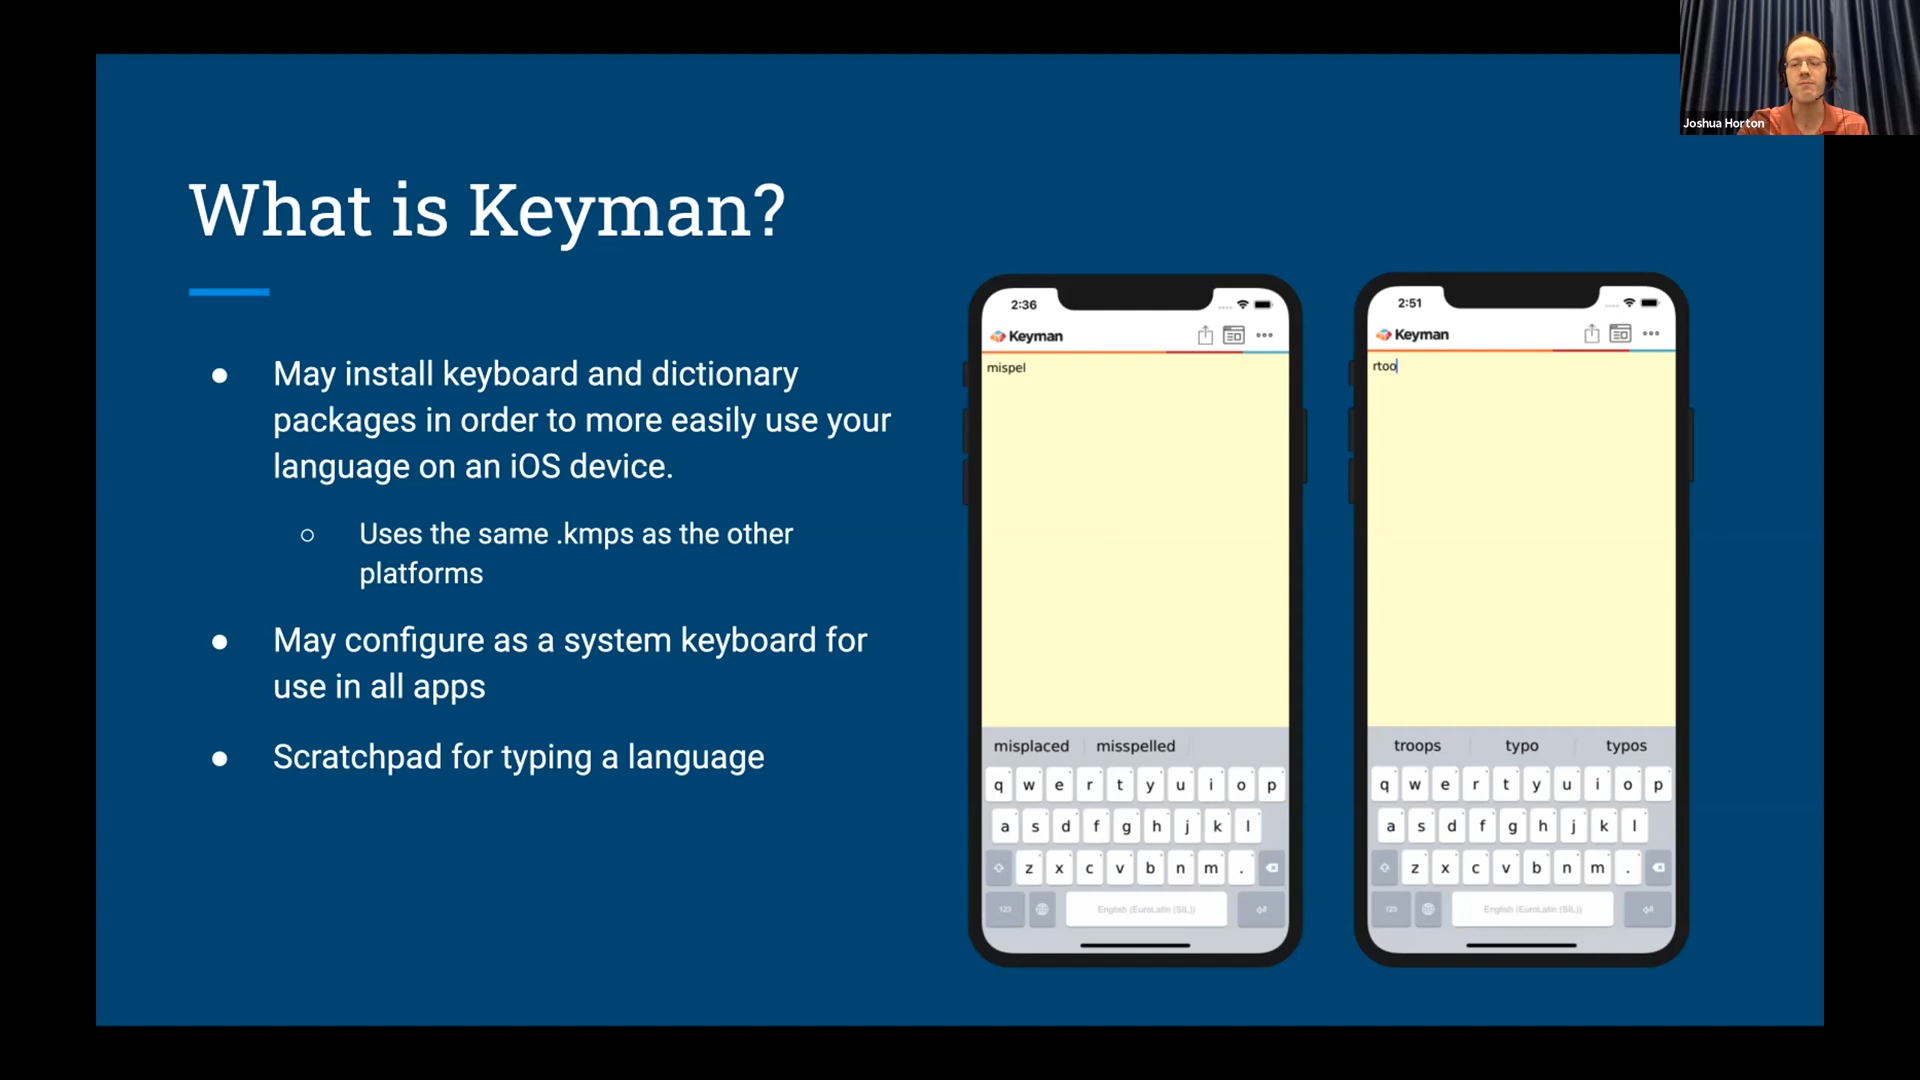 Joshua Horton
What is Keyman?
● May install keyboard and dictionary
packages in order to more easily use your
language on an iOS device.
○ Uses the same .kmps as the other
platforms
● May configure as a system keyboard for
use in all apps
● Scratchpad for typing a language
2:36
Keyman
mispel
misplaced misspelled
q w e r t y u i o p
a s d f g h j k l
z x c v b n m .
123 English (EuroLatin (SIL))
2:51
Keyman
rtoo
troops typo typos
q w e r t y u i o p
a s d f g h j k l
z x c v b n m .
123 English (EuroLatin (SIL))